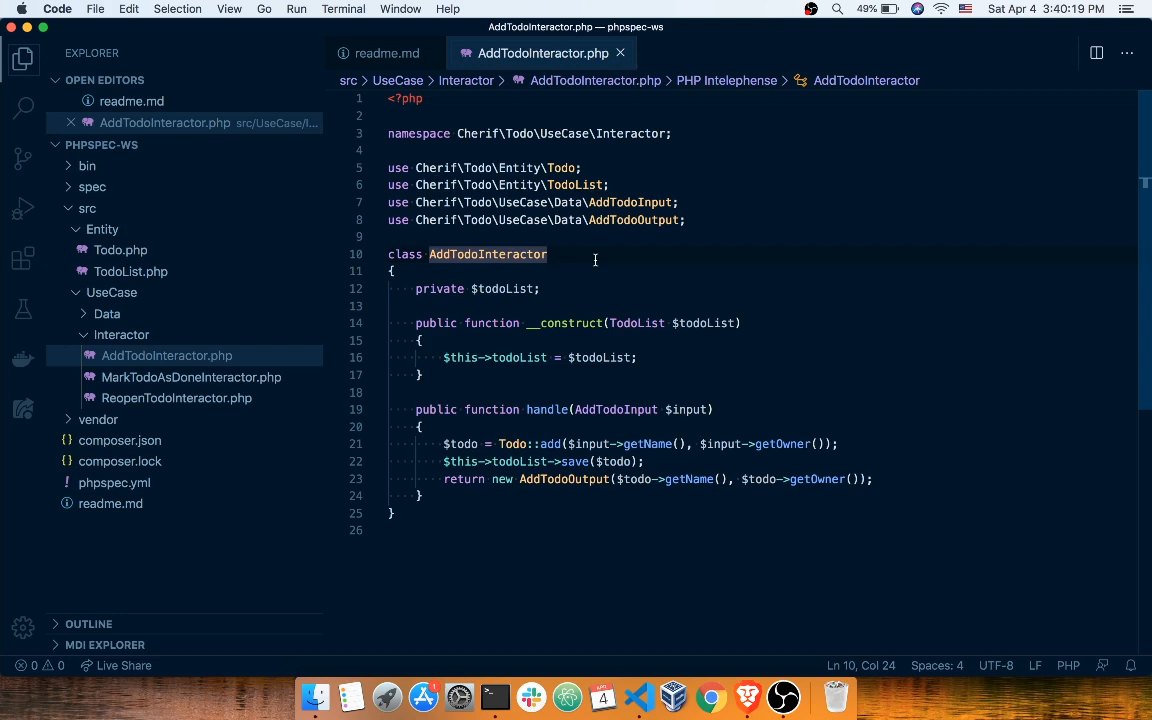 Code File Edit Selection View Go Run Terminal Window Help 49% Sat Apr 4 3:40:19 PM
AddTodoInteractor.php — phpspec-ws
EXPLORER
OPEN EDITORS
readme.md
AddTodoInteractor.php src/UseCase/I...
PHPSPEC-WS
bin
spec
src
Entity
Todo.php
TodoList.php
UseCase
Data
Interactor
AddTodoInteractor.php
MarkTodoAsDoneInteractor.php
ReopenTodoInteractor.php
vendor
composer.json
composer.lock
phpspec.yml
readme.md
OUTLINE
MDI EXPLORER
readme.md AddTodoInteractor.php
src > UseCase > Interactor > AddTodoInteractor.php > PHP Intelephense > AddTodoInteractor
1 <?php
2
3 namespace Cherif\Todo\UseCase\Interactor;
4
5 use Cherif\Todo\Entity\Todo;
6 use Cherif\Todo\Entity\TodoList;
7 use Cherif\Todo\UseCase\Data\AddTodoInput;
8 use Cherif\Todo\UseCase\Data\AddTodoOutput;
9
10 class AddTodoInteractor
11 {
12 private $todoList;
13
14 public function __construct(TodoList $todoList)
15 {
16 $this->todoList = $todoList;
17 }
18
19 public function handle(AddTodoInput $input)
20 {
21 $todo = Todo::add($input->getName(), $input->getOwner());
22 $this->todoList->save($todo);
23 return new AddTodoOutput($todo->getName(), $todo->getOwner());
24 }
25 }
26
0 0 Live Share Ln 10, Col 24 Spaces: 4 UTF-8 LF PHP
4